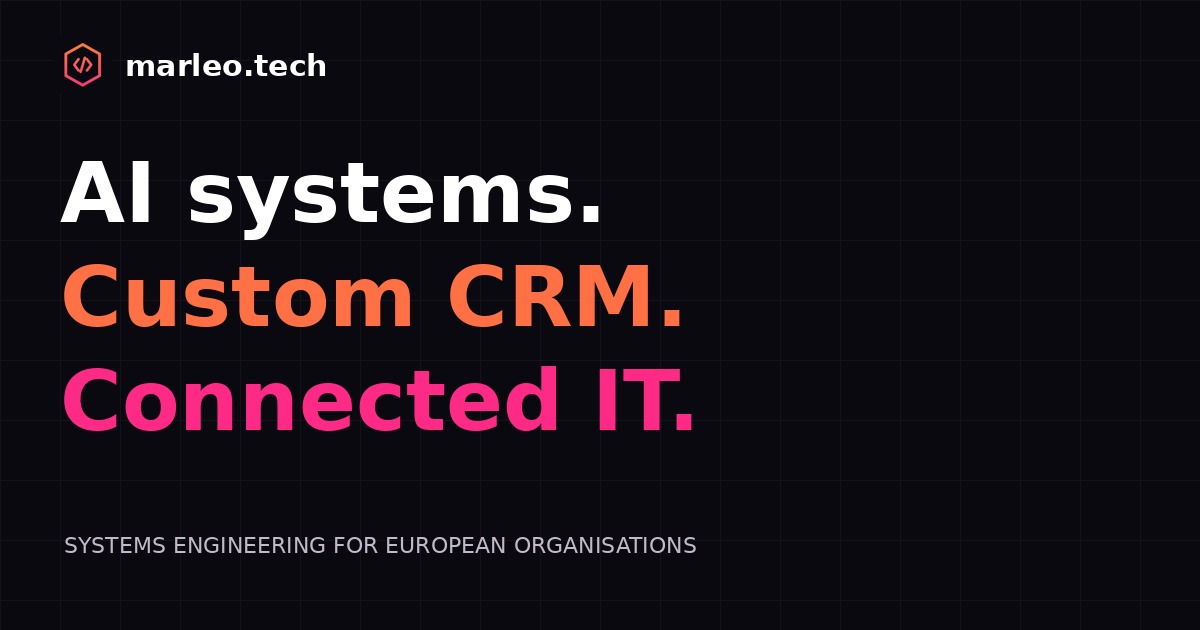 marleo.tech
AI systems.
Custom CRM.
Connected IT.
SYSTEMS ENGINEERING FOR EUROPEAN ORGANISATIONS